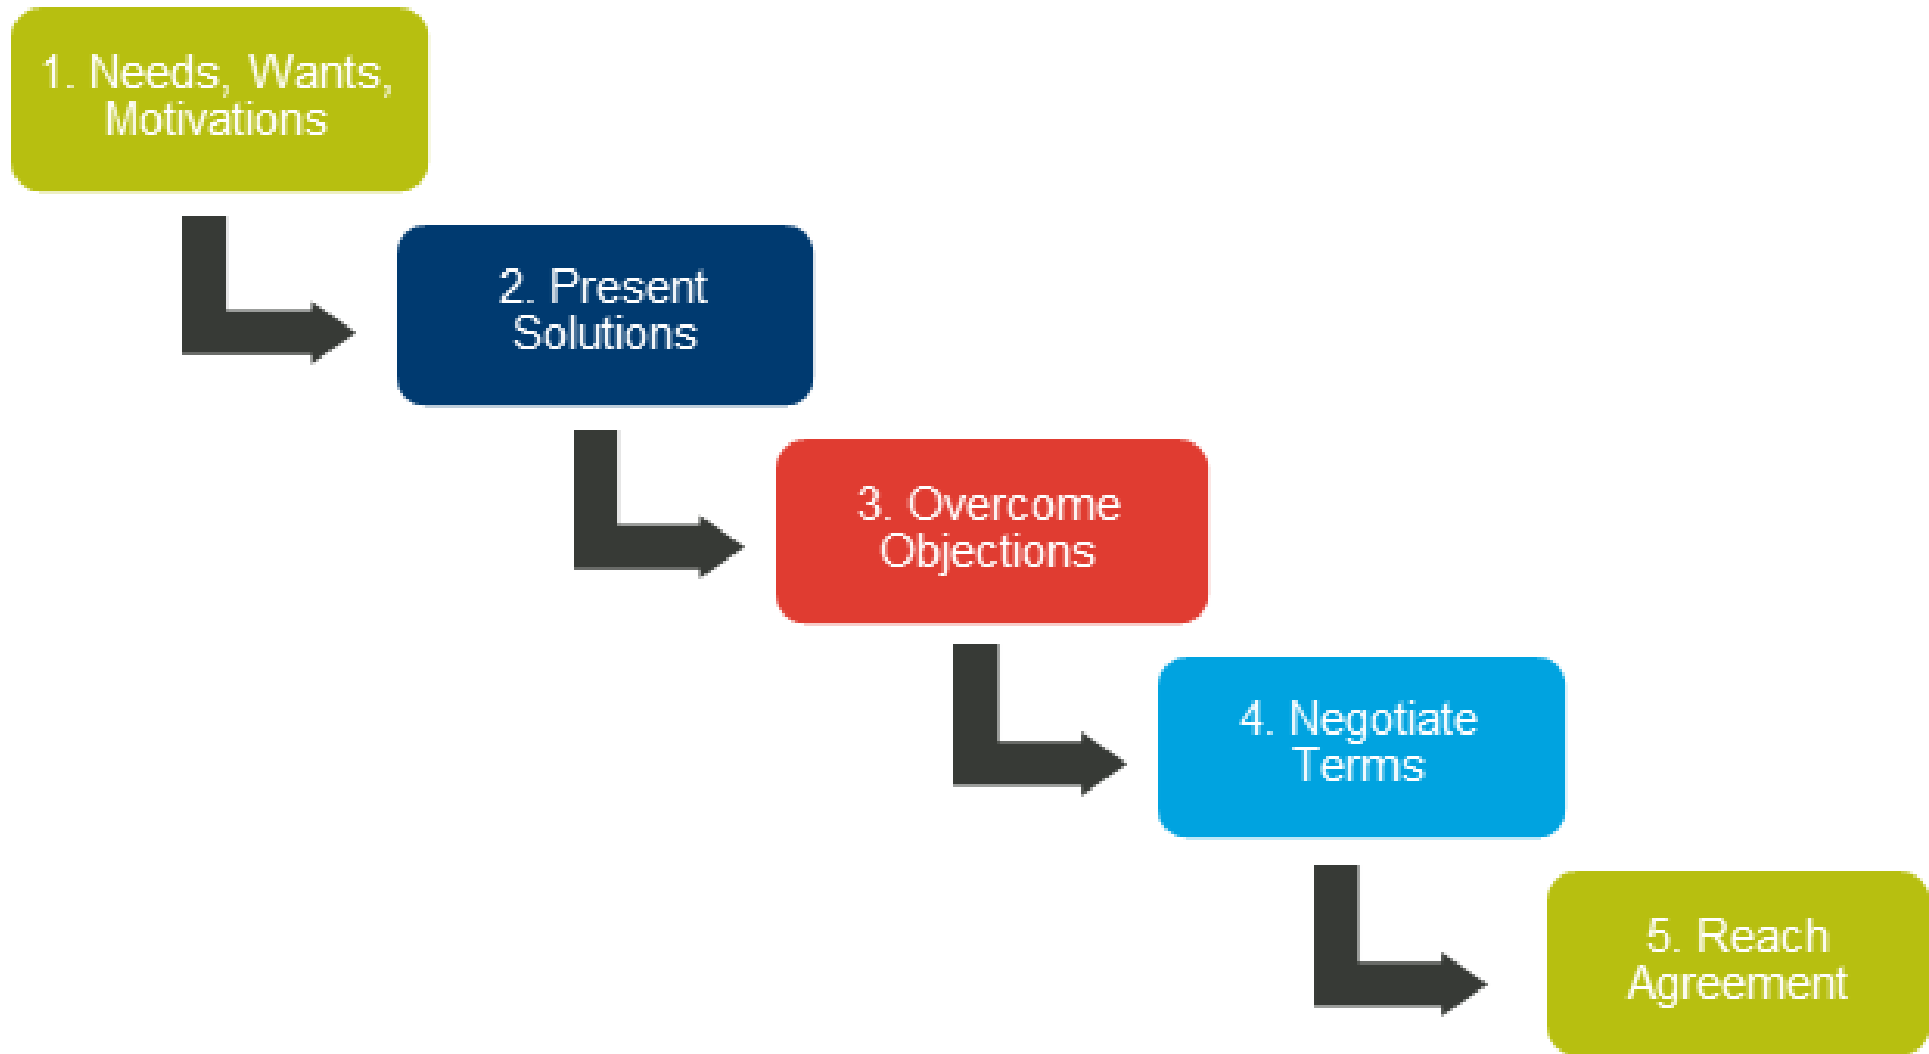 1. Needs, Wants,
Motivations
2. Present
Solutions
3. Overcome
Objections
4. Negotiate
Terms
5. Reach
Agreement